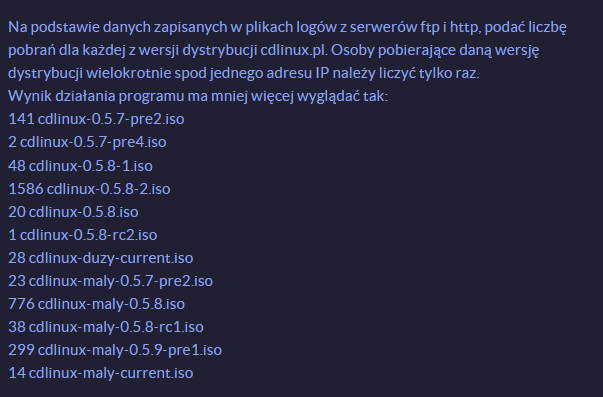 Na podstawie danych zapisanych w plikach logów z serwerów ftp i http, podać liczbę
pobrań dla każdej z wersji dystrybucji cdlinux.pl. Osoby pobierające daną wersję
dystrybucji wielokrotnie spod jednego adresu IP należy liczyć tylko raz.
Wynik działania programu ma mniej więcej wyglądać tak:
141 cdlinux-0.5.7-pre2.iso
2 cdlinux-0.5.7-pre4.iso
48 cdlinux-0.5.8-1.iso
1586 cdlinux-0.5.8-2.iso
20 cdlinux-0.5.8.iso
1 cdlinux-0.5.8-rc2.iso
28 cdlinux-duzy-current.iso
23 cdlinux-maly-0.5.7-pre2.iso
776 cdlinux-maly-0.5.8.iso
38 cdlinux-maly-0.5.8-rc1.iso
299 cdlinux-maly-0.5.9-pre1.iso
14 cdlinux-maly-current.iso